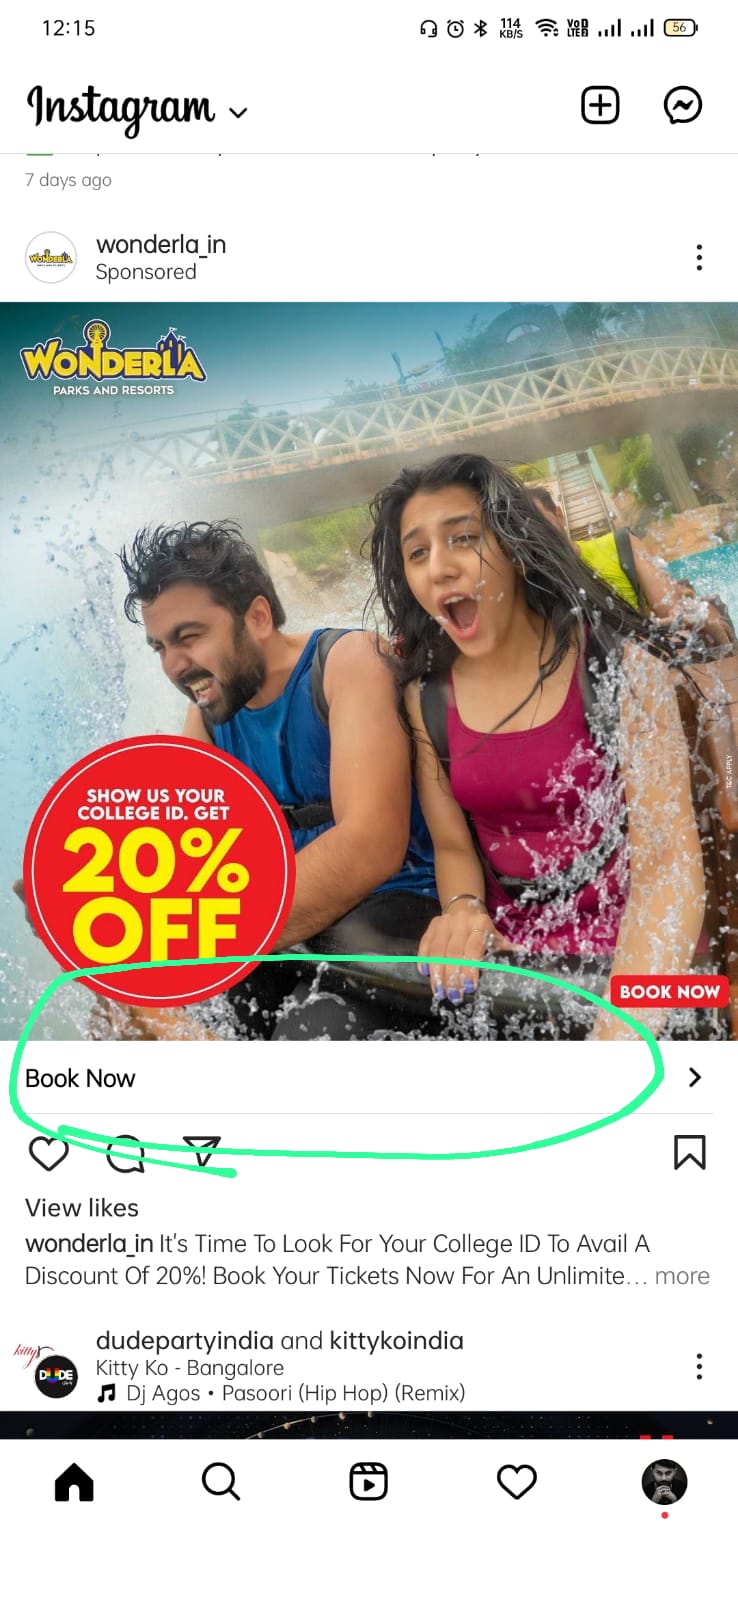 12:15
114
KB/S
VoD
LTE2
56
Instagram
7 days ago
wonderla_in
Sponsored
WONDERLA
WONDERLA
PARKS AND RESORTS
T&C APPLY
SHOW US YOUR
COLLEGE ID. GET
20%
OFF
BOOK NOW
Book Now
View likes
wonderla_in It's Time To Look For Your College ID To Avail A
Discount Of 20%! Book Your Tickets Now For An Unlimite... more
kitty
DUDE
dudepartyindia and kittykoindia
Kitty Ko - Bangalore
Dj Agos • Pasoori (Hip Hop) (Remix)